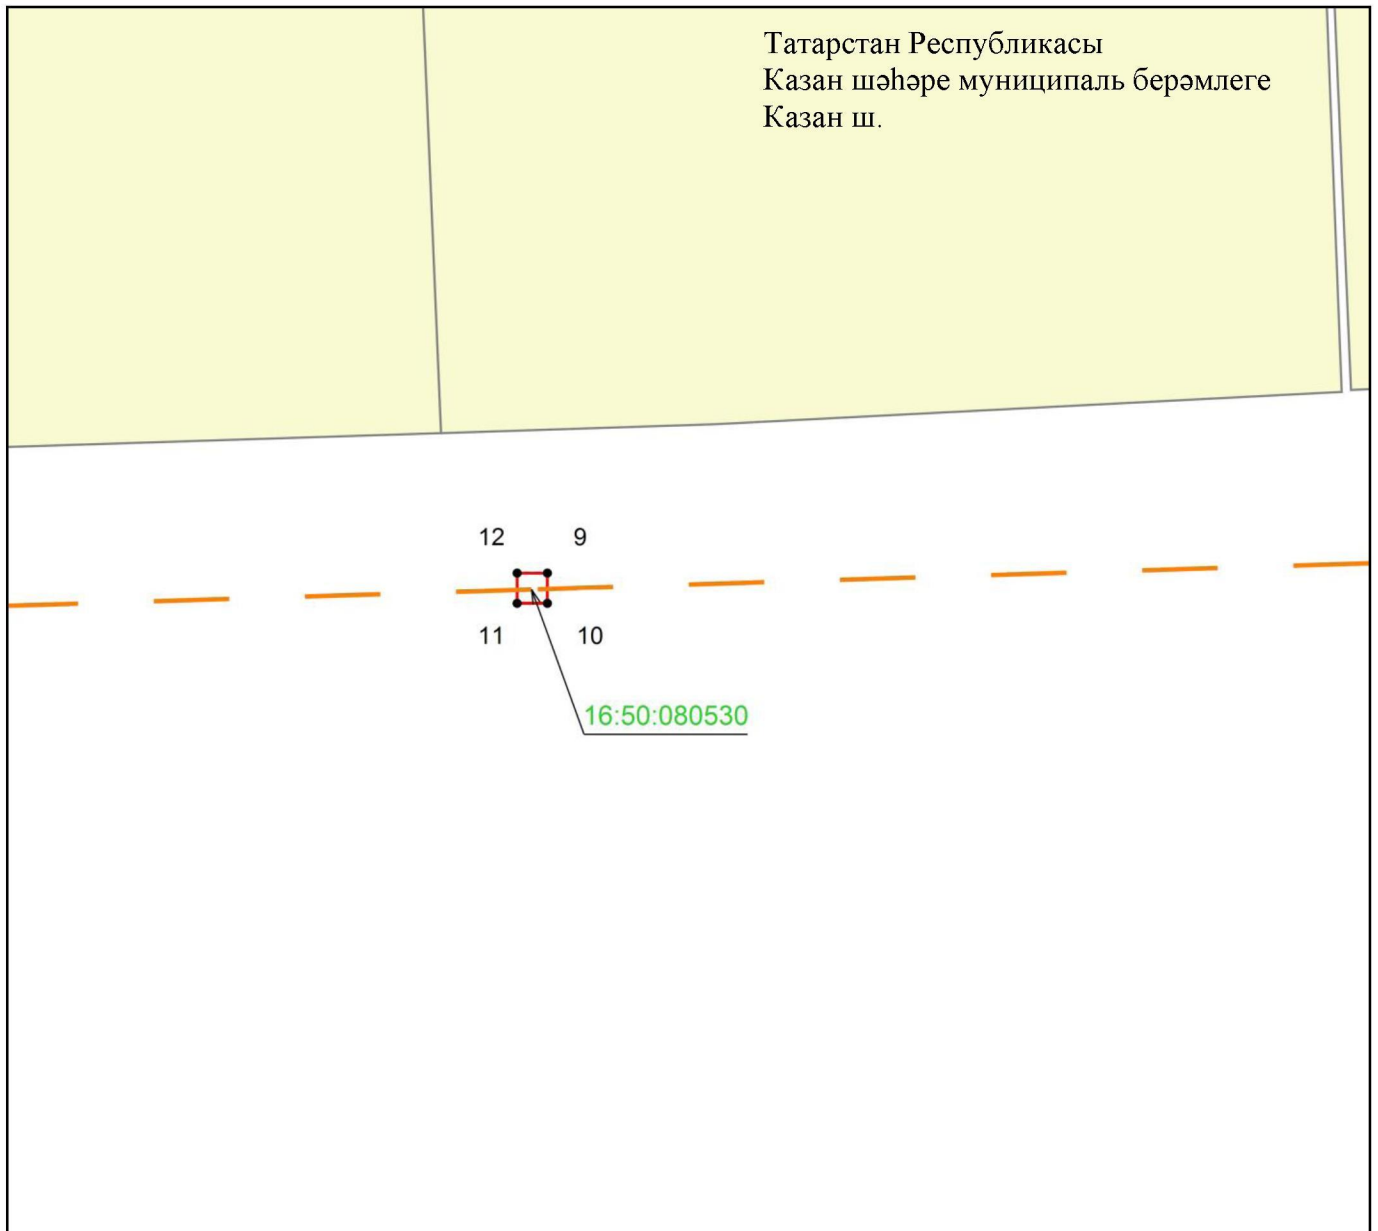 Татарстан Республикасы
Казан шәһәре муниципаль берәмлеге
Казан ш.
12 9
11 10
16:50:080530